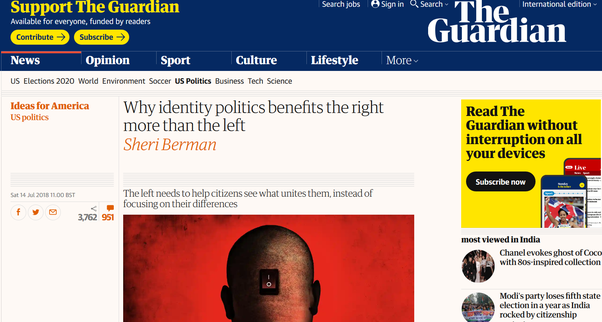 Support The Guardian
Available for everyone, funded by readers
Contribute
Subscribe
Search jobs
Sign in
Search
International edition
The Guardian
News
Opinion
Sport
Culture
Lifestyle
More
US Elections 2020 World Environment Soccer US Politics Business Tech Science
Ideas for America
US politics
Why identity politics benefits the right
more than the left
Sheri Berman
Sat 14 Jul 2018 11.00 BST
3,762
951
The left needs to help citizens see what unites them, instead of
focusing on their differences
Read The
Guardian without
interruption on all
your devices
Subscribe now
Live
most viewed in India
Chanel evokes ghost of Coco
with 80s-inspired collection
Modi's party loses fifth state
election in a year as India
rocked by citizenship